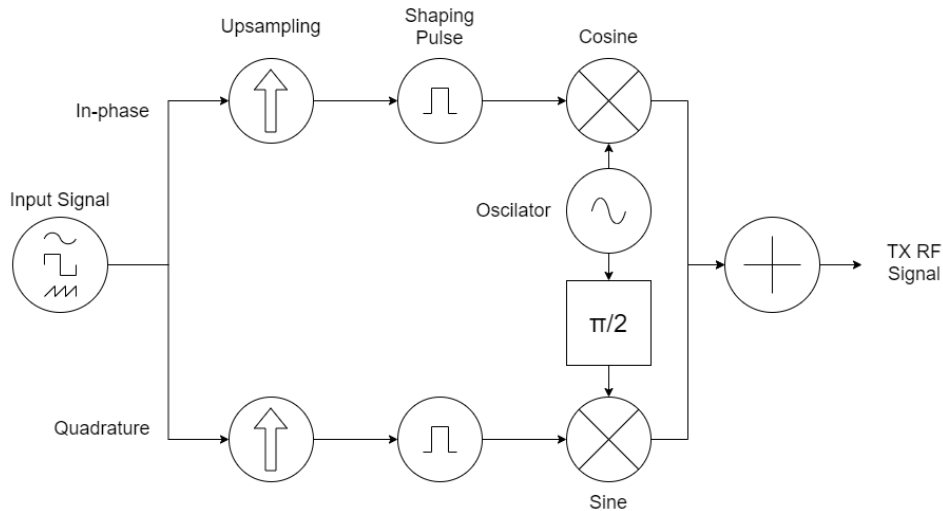 Upsampling
Shaping
Pulse
Cosine
In-phase
Input Signal
Oscilator
TX RF
Signal
π/2
Quadrature
Sine